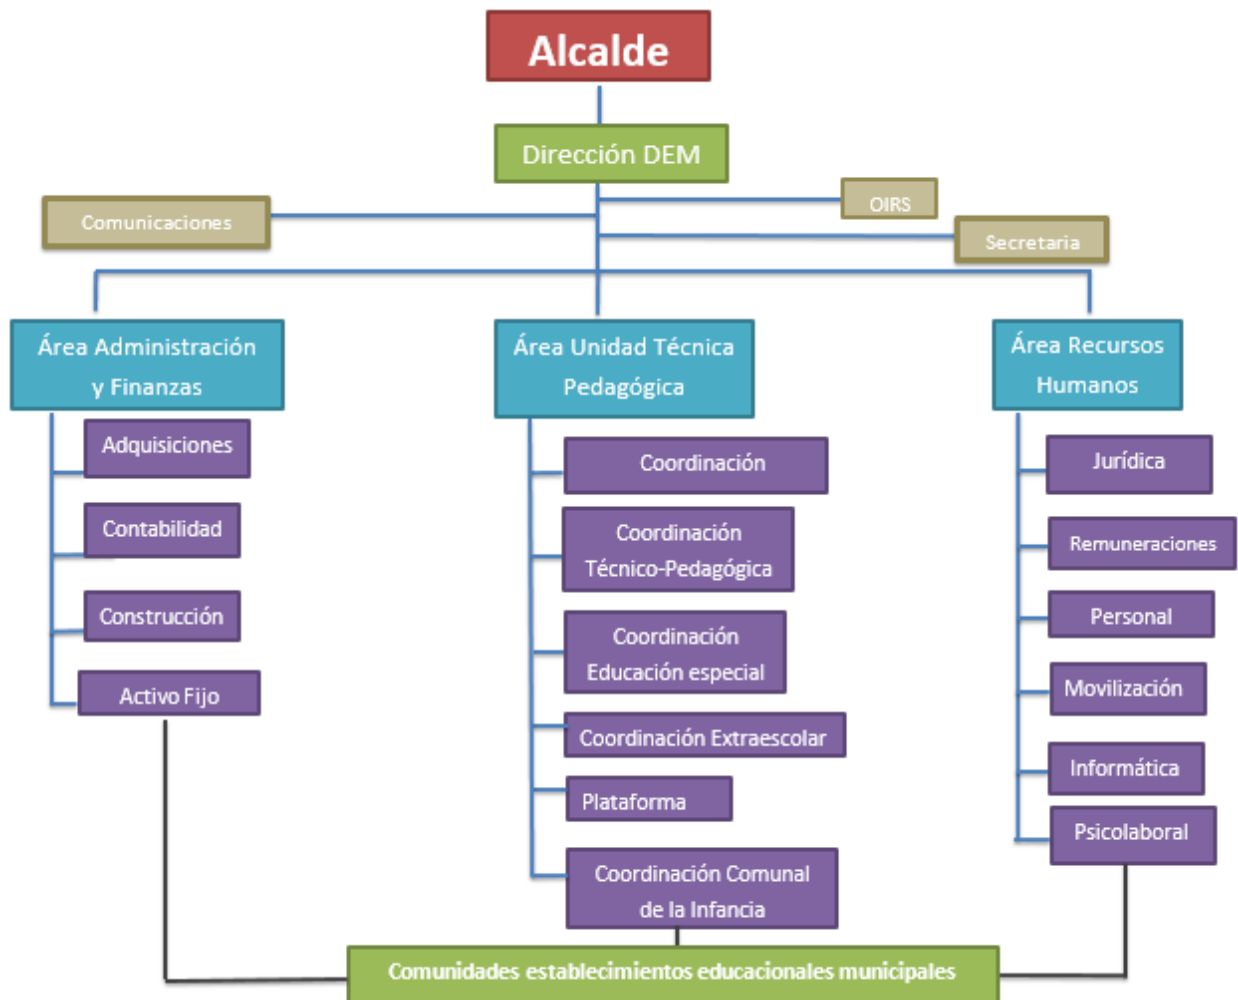 Alcalde
Dirección DEM
OIRS
Comunicaciones
Secretaria
Área Administración
y Finanzas
Área Unidad Técnica
Pedagógica
Área Recursos
Humanos
Adquisiciones
Contabilidad
Construcción
Activo Fijo
Coordinación
Coordinación
Técnico-Pedagógica
Coordinación
Educación especial
Coordinación Extraescolar
Plataforma
Coordinación Comunal
de la Infancia
Jurídica
Remuneraciones
Personal
Movilización
Informática
Psicolaboral
Comunidades establecimientos educacionales municipales